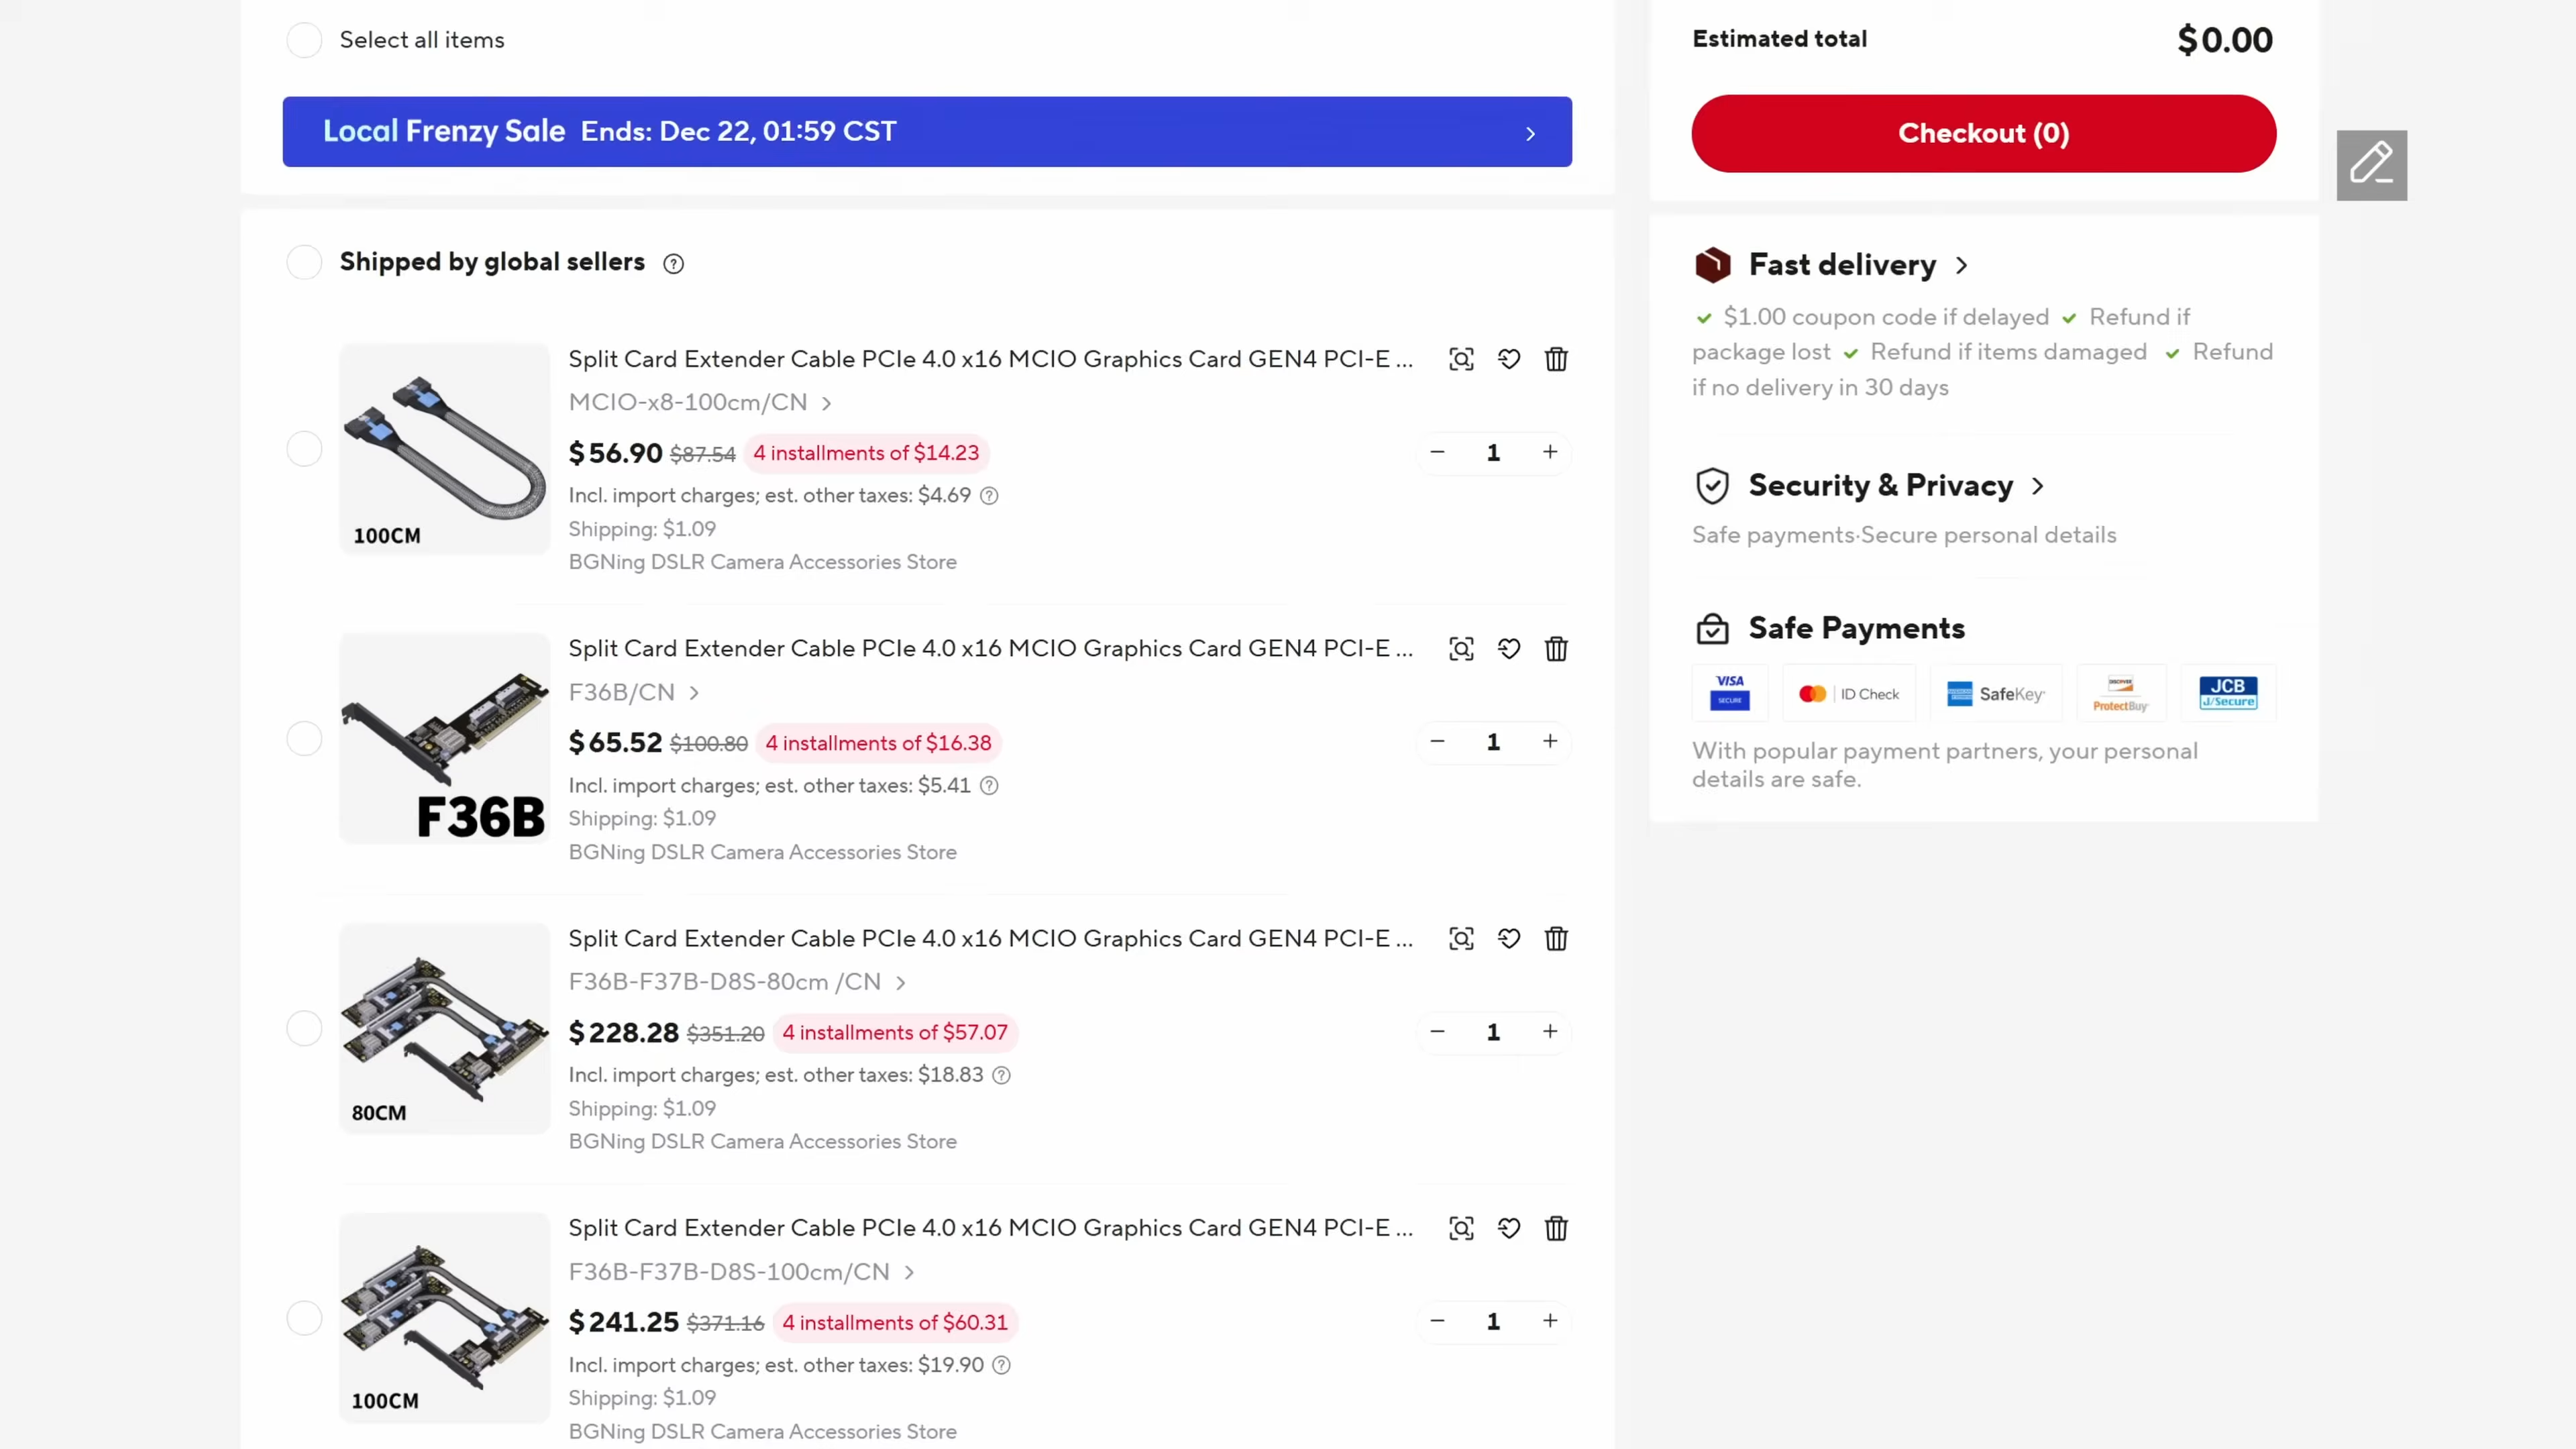 Select all items
Local Frenzy Sale Ends: Dec 22, 01:59 CST
Shipped by global sellers
Split Card Extender Cable PCIe 4.0 x16 MCIO Graphics Card GEN4 PCI-E ...
MCIO-x8-100cm/CN
$56.90 $87.54 4 installments of $14.23
- 1 +
Incl. import charges; est. other taxes: $4.69
Shipping: $1.09
BGNing DSLR Camera Accessories Store
100CM
Split Card Extender Cable PCIe 4.0 x16 MCIO Graphics Card GEN4 PCI-E ...
F36B/CN
$65.52 $100.80 4 installments of $16.38
- 1 +
Incl. import charges; est. other taxes: $5.41
Shipping: $1.09
BGNing DSLR Camera Accessories Store
F36B
Split Card Extender Cable PCIe 4.0 x16 MCIO Graphics Card GEN4 PCI-E ...
F36B-F37B-D8S-80cm /CN
$228.28 $351.20 4 installments of $57.07
- 1 +
Incl. import charges; est. other taxes: $18.83
Shipping: $1.09
BGNing DSLR Camera Accessories Store
80CM
Split Card Extender Cable PCIe 4.0 x16 MCIO Graphics Card GEN4 PCI-E ...
F36B-F37B-D8S-100cm/CN
$241.25 $371.16 4 installments of $60.31
- 1 +
Incl. import charges; est. other taxes: $19.90
Shipping: $1.09
BGNing DSLR Camera Accessories Store
100CM
Estimated total $0.00
Checkout (0)
Fast delivery
$1.00 coupon code if delayed Refund if
package lost Refund if items damaged Refund
if no delivery in 30 days
Security & Privacy
Safe payments·Secure personal details
Safe Payments
VISA
SECURE
ID Check
SafeKey
DISCOVER
ProtectBuy
JCB
J/Secure
With popular payment partners, your personal
details are safe.